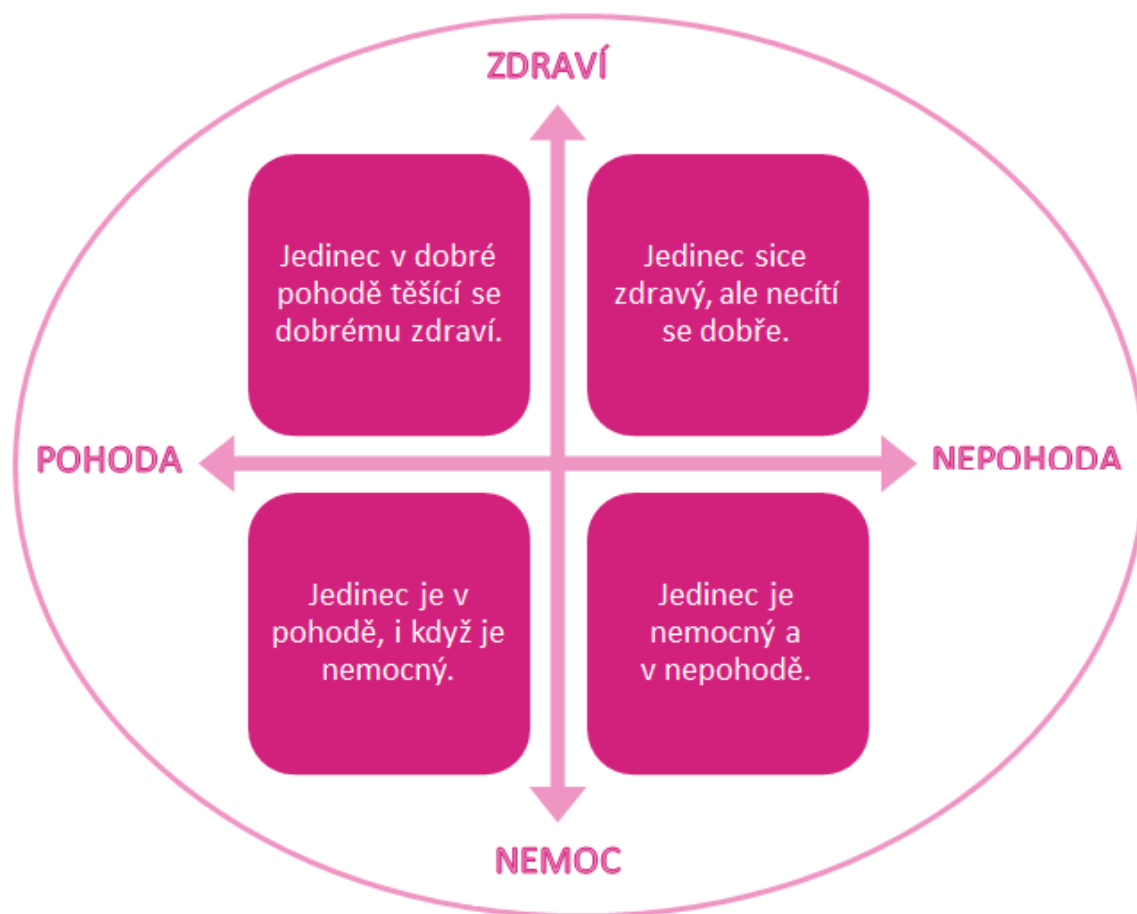 ZDRAVÍ
Jedinec v dobré
pohodě těšící se
dobrému zdraví.
Jedinec sice
zdravý, ale necítí
se dobře.
POHODA
NEPOHODA
Jedinec je v
pohodě, i když je
nemocný.
Jedinec je
nemocný a
v nepohodě.
NEMOC